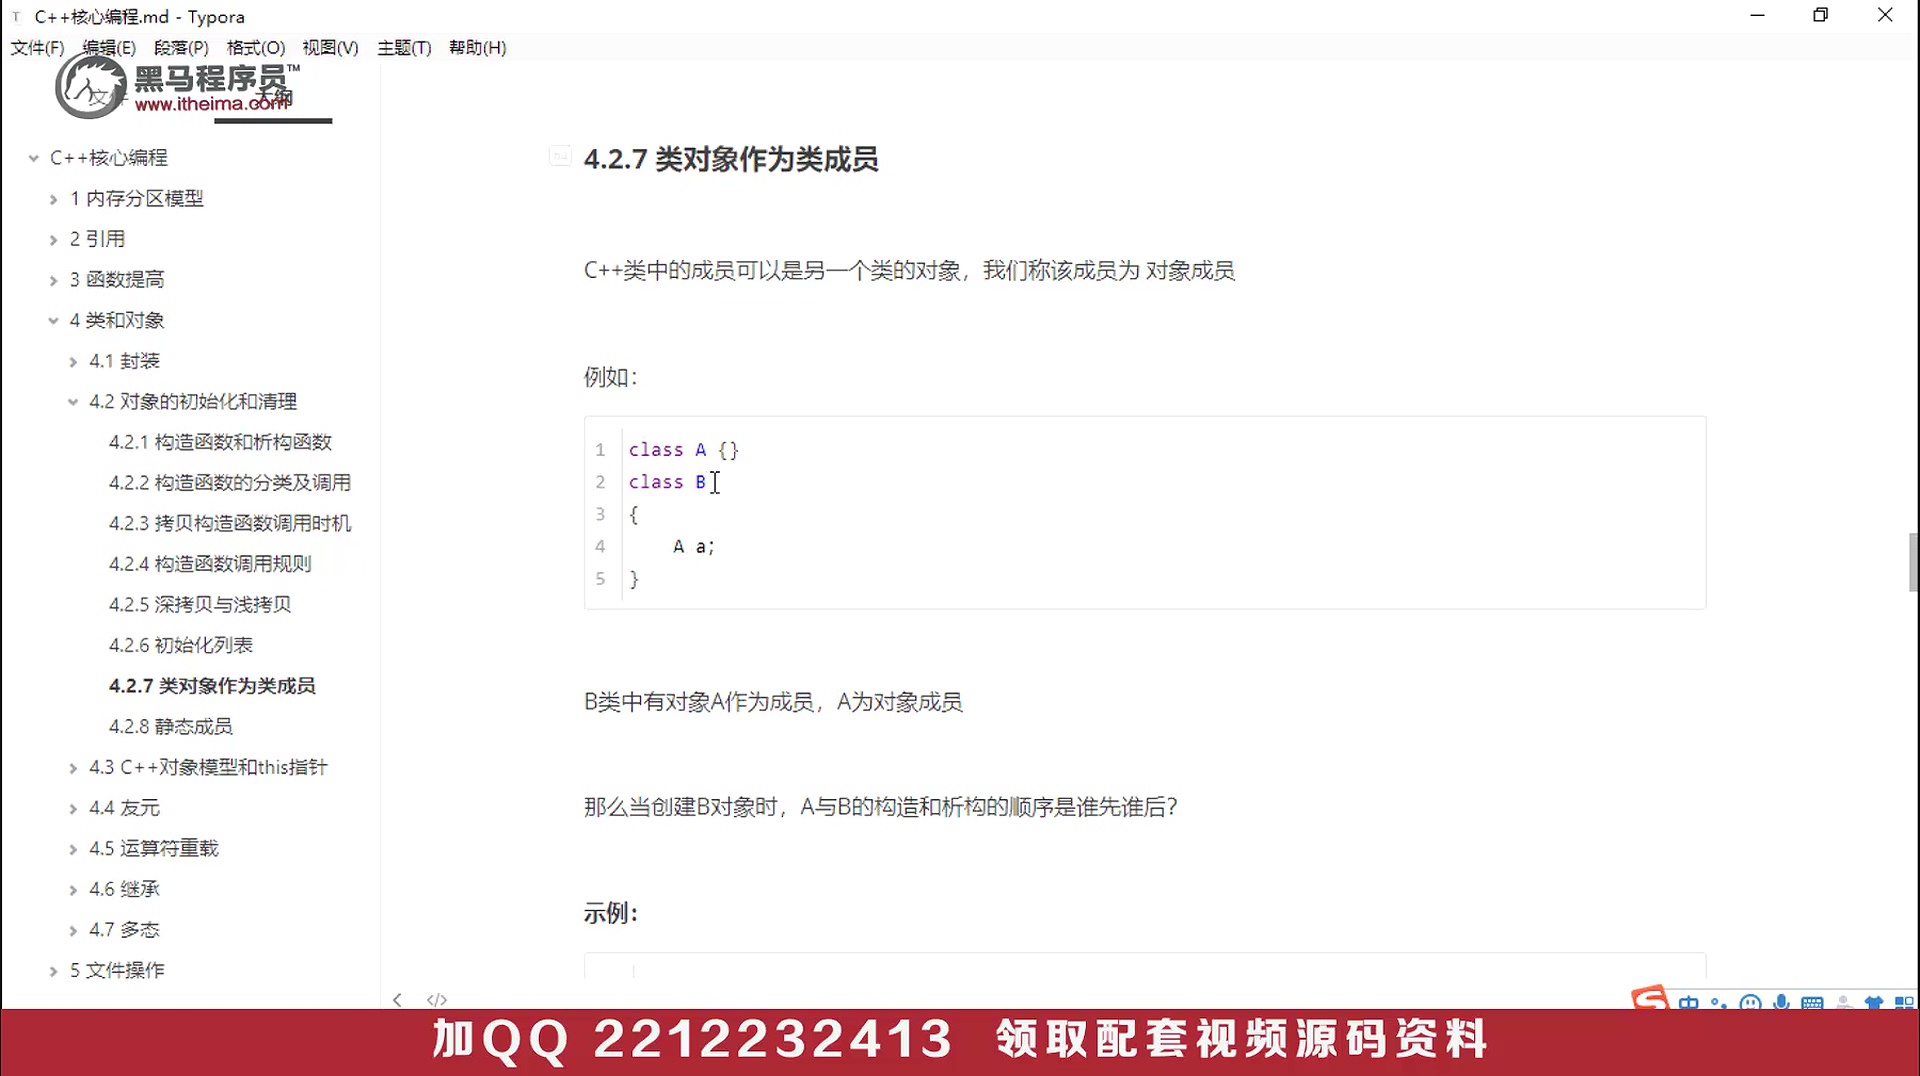 C++核心编程.md - Typora
文件(F) 编辑(E) 段落(P) 格式(O) 视图(V) 主题(T) 帮助(H)
黑马程序员™
www.itheima.com
文件 大纲
C++核心编程
1 内存分区模型
2 引用
3 函数提高
4 类和对象
4.1 封装
4.2 对象的初始化和清理
4.2.1 构造函数和析构函数
4.2.2 构造函数的分类及调用
4.2.3 拷贝构造函数调用时机
4.2.4 构造函数调用规则
4.2.5 深拷贝与浅拷贝
4.2.6 初始化列表
4.2.7 类对象作为类成员
4.2.8 静态成员
4.3 C++对象模型和this指针
4.4 友元
4.5 运算符重载
4.6 继承
4.7 多态
5 文件操作
4.2.7 类对象作为类成员
C++类中的成员可以是另一个类的对象，我们称该成员为 对象成员
例如：
1 class A {}
2 class B
3 {
4 A a;
5 }
B类中有对象A作为成员，A为对象成员
那么当创建B对象时，A与B的构造和析构的顺序是谁先谁后？
示例：
</>
中
加QQ 2212232413 领取配套视频源码资料